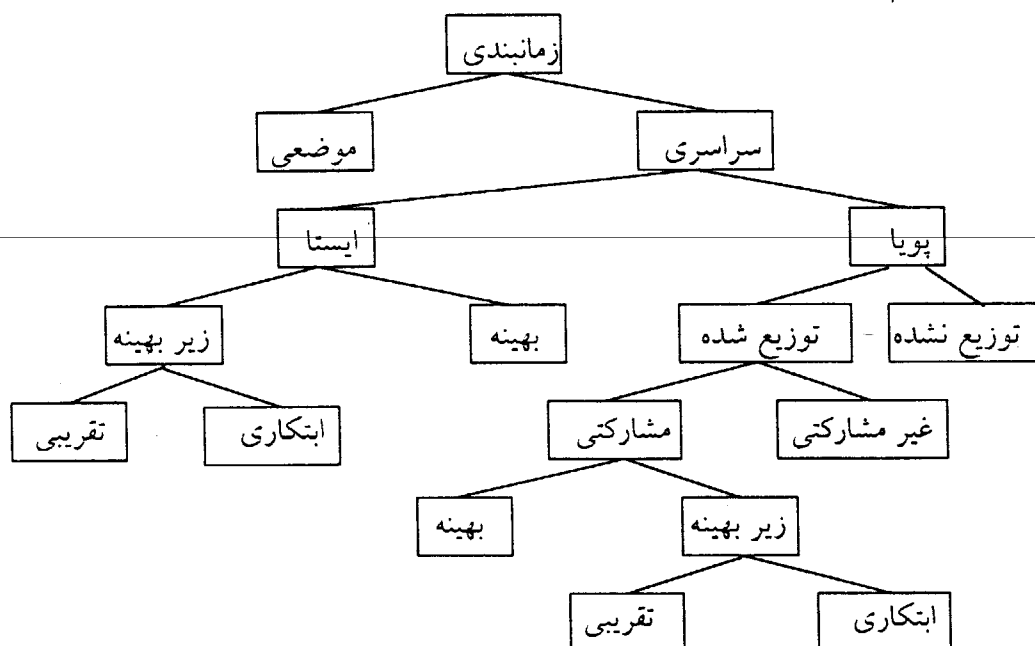 زمانبندی
سراسری موضعی
پویا ایستا
توزیع نشده توزیع شده بهینه زیر بهینه
غیر مشارکتی مشارکتی ابتکاری تقریبی
زیر بهینه بهینه
ابتکاری تقریبی